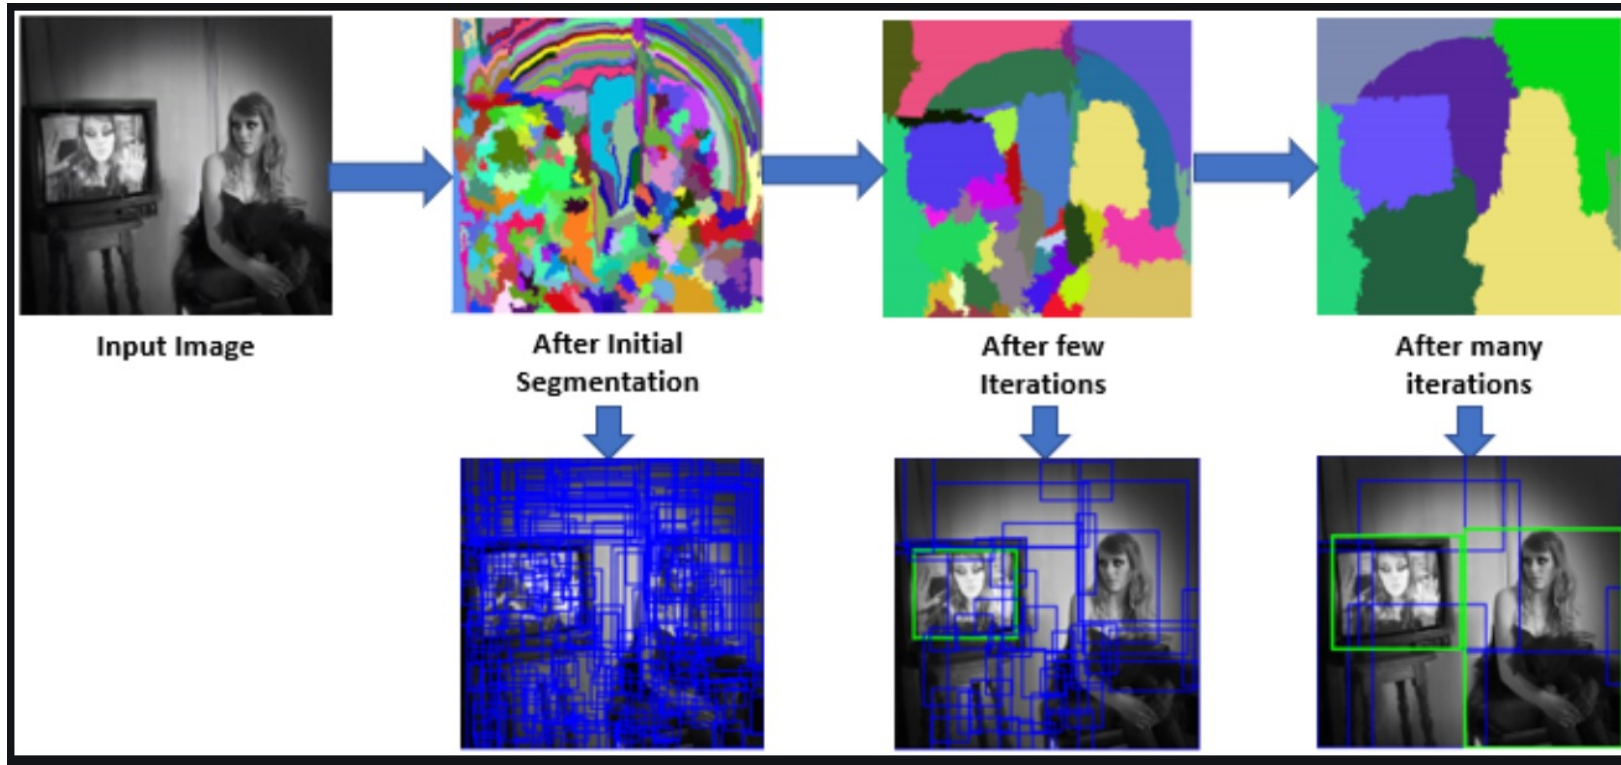 Input Image
After Initial
Segmentation
After few
Iterations
After many
iterations